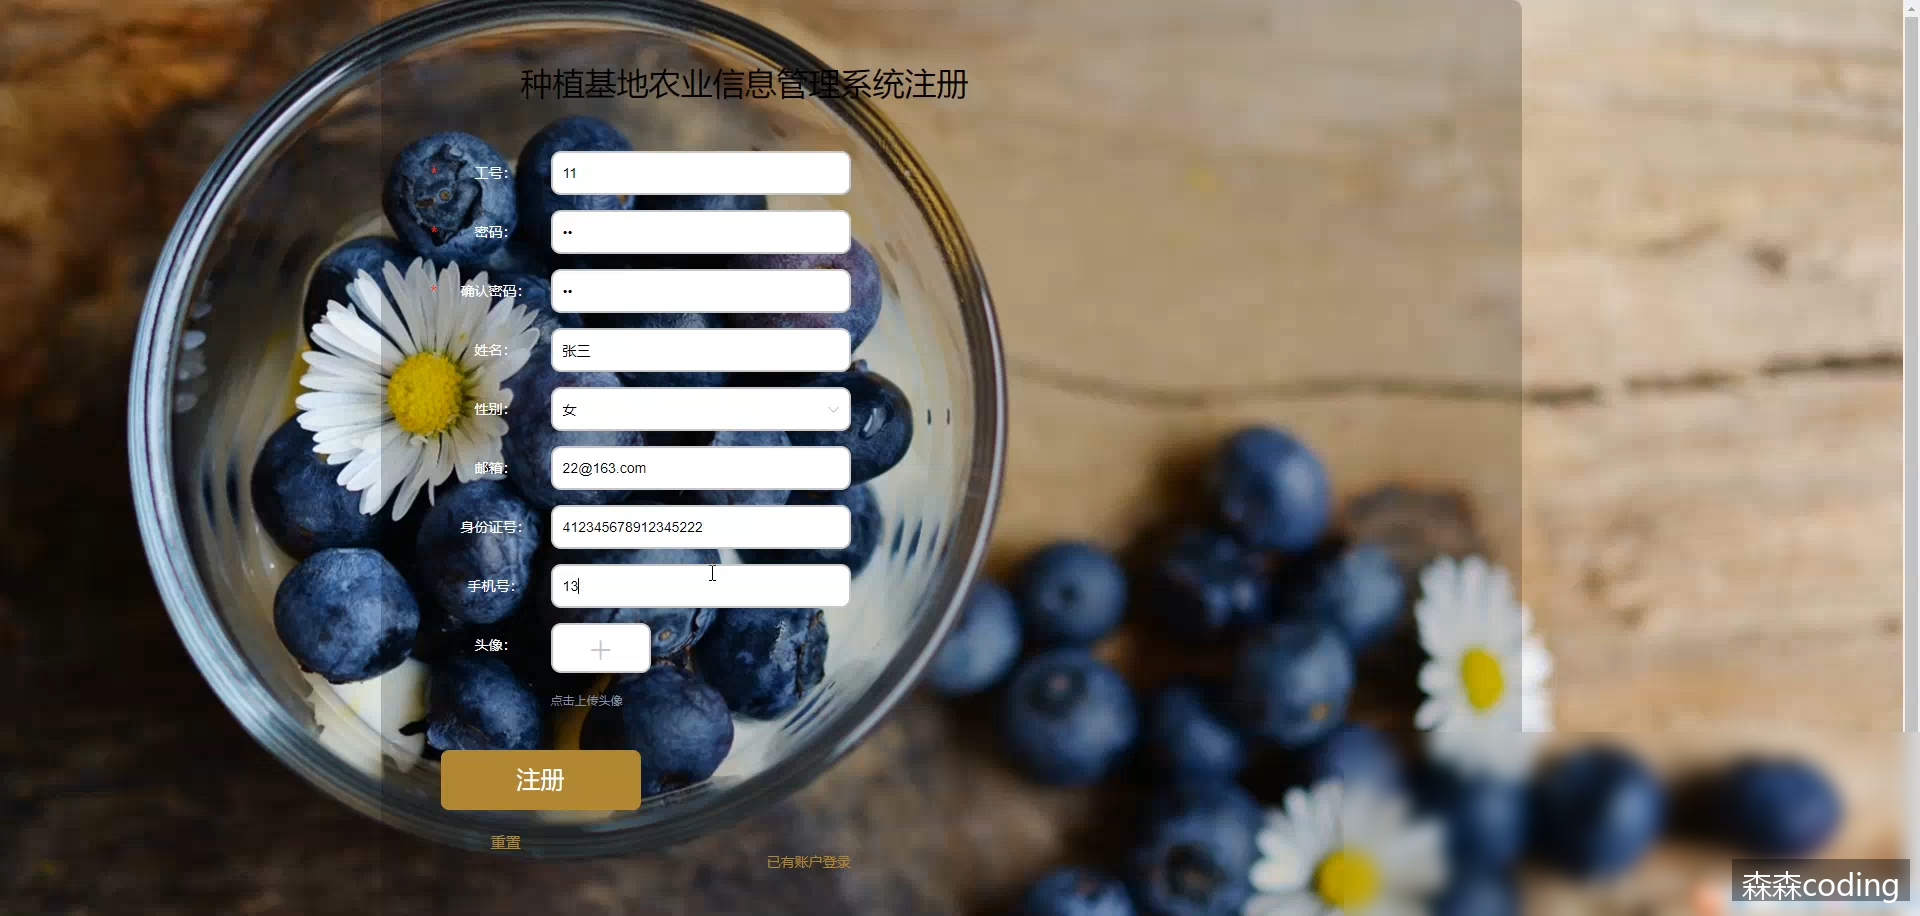 种植基地农业信息管理系统注册
* 工号： 11
* 密码： ••
* 确认密码： ••
姓名： 张三
性别： 女
邮箱： 22@163.com
身份证号： 412345678912345222
手机号： 13
头像：
点击上传头像
注册
重置
已有账户登录
森森coding